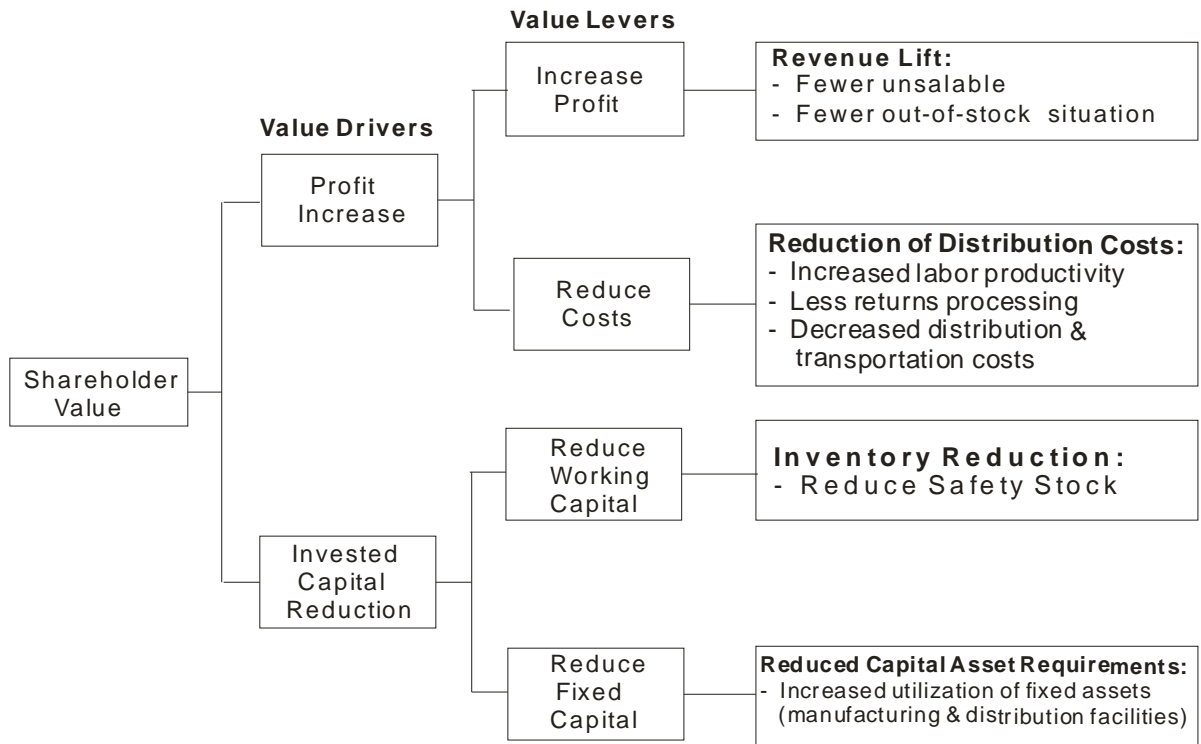 Value Levers
Increase
Profit
Revenue Lift:
- Fewer unsalable
- Fewer out-of-stock situation
Value Drivers
Profit
Increase
Reduce
Costs
Reduction of Distribution Costs:
- Increased labor productivity
- Less returns processing
- Decreased distribution &
transportation costs
Shareholder
Value
Reduce
Working
Capital
Inventory Reduction:
- Reduce Safety Stock
Invested
Capital
Reduction
Reduce
Fixed
Capital
Reduced Capital Asset Requirements:
- Increased utilization of fixed assets
(manufacturing & distribution facilities)